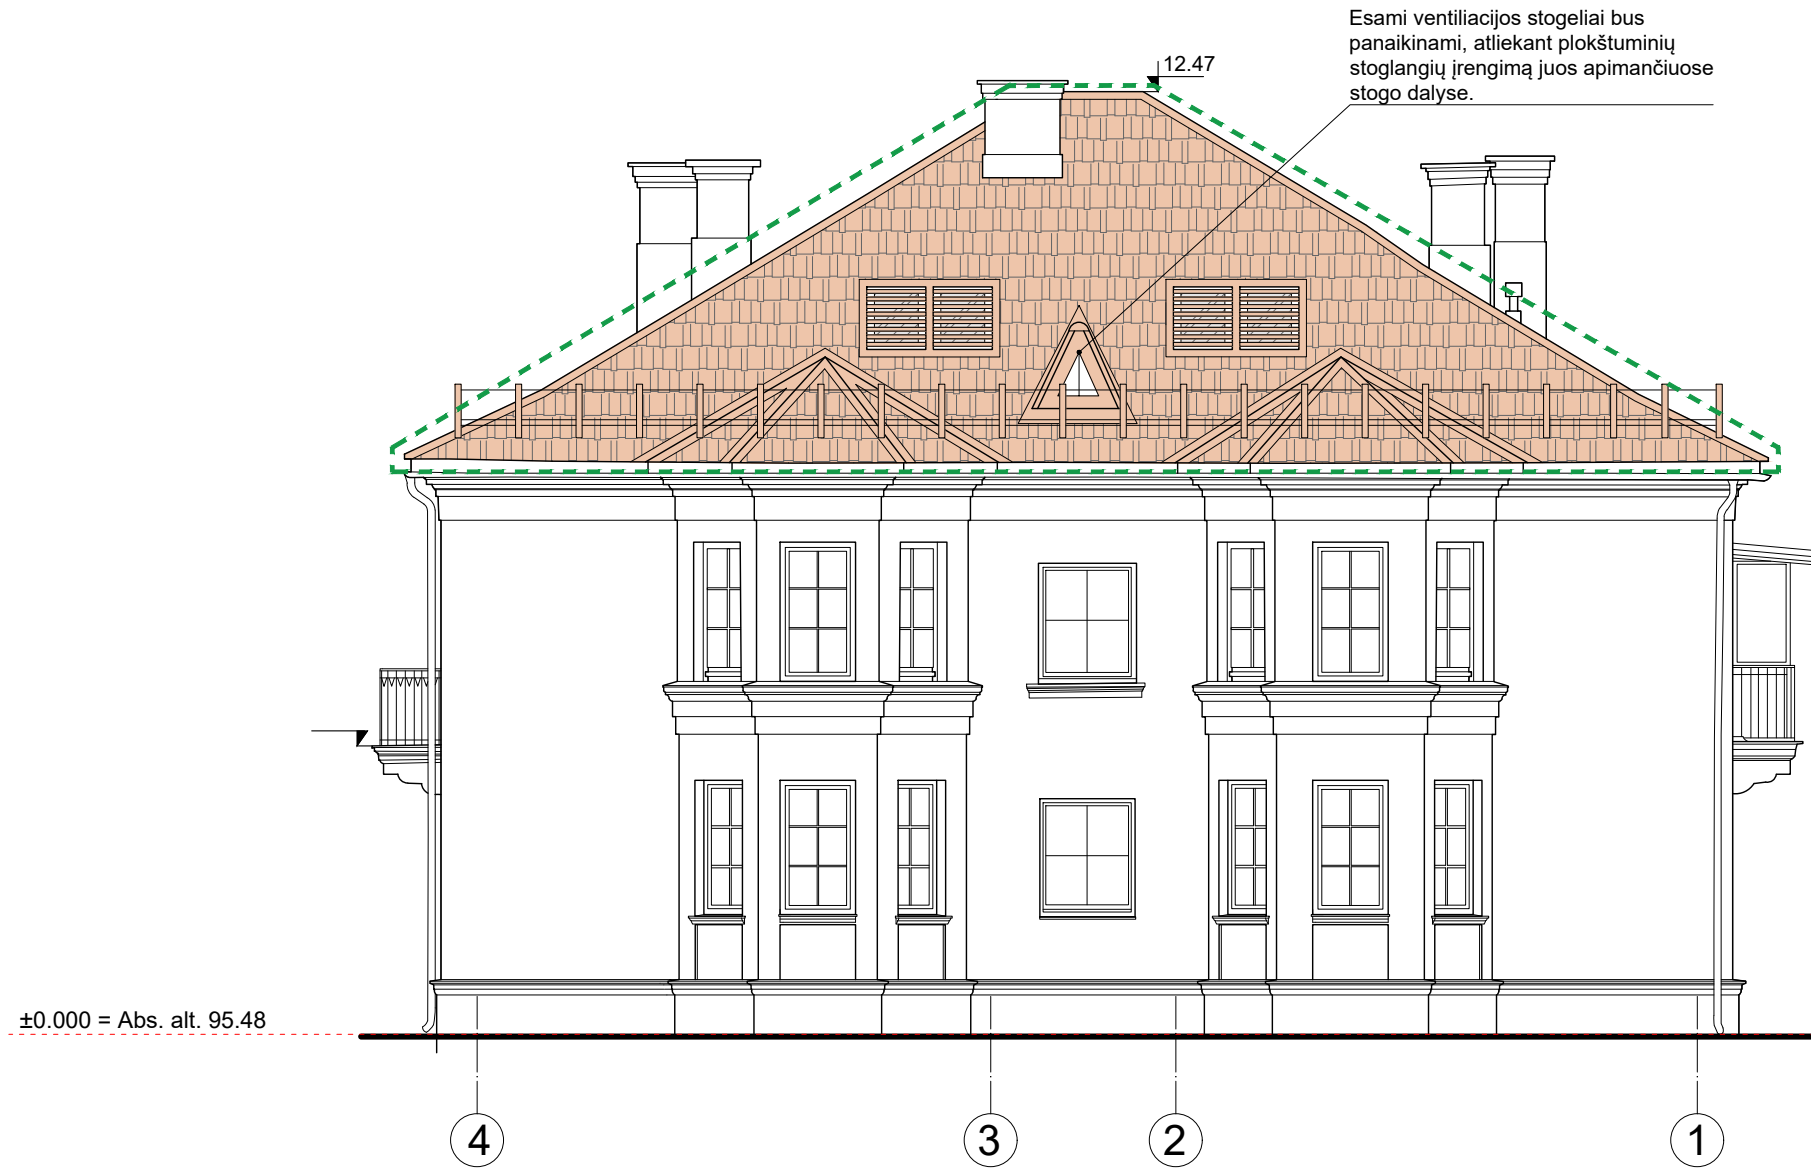 Esami ventiliacijos stogeliai bus
panaikinami, atliekant plokštuminių
stoglangių įrengimą juos apimančiuose
stogo dalyse.
12.47
±0.000 = Abs. alt. 95.48
4
3
2
1